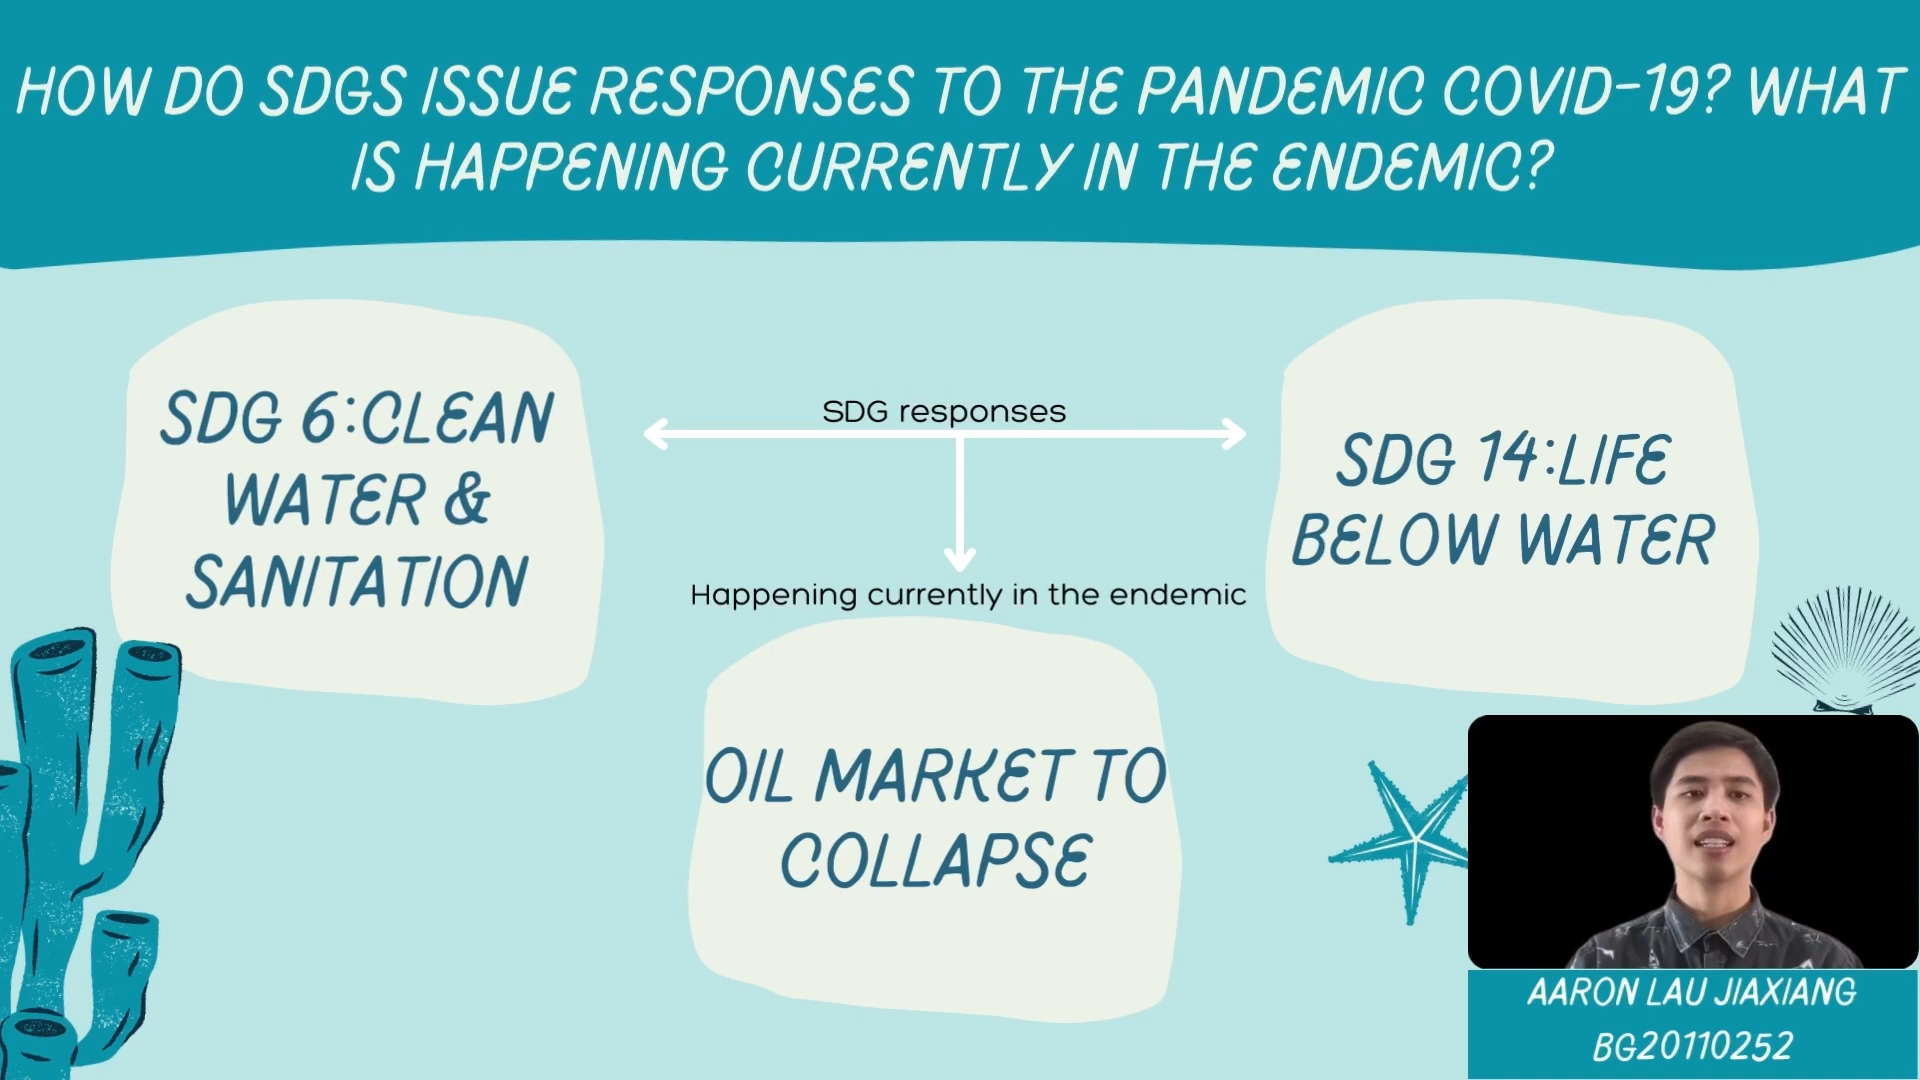 HOW DO SDGS ISSUE RESPONSES TO THE PANDEMIC COVID-19? WHAT
IS HAPPENING CURRENTLY IN THE ENDEMIC?
SDG 6:CLEAN
WATER &
SANITATION
SDG responses
SDG 14:LIFE
BELOW WATER
Happening currently in the endemic
OIL MARKET TO
COLLAPSE
AARON LAU JIAXIANG
BG20110252